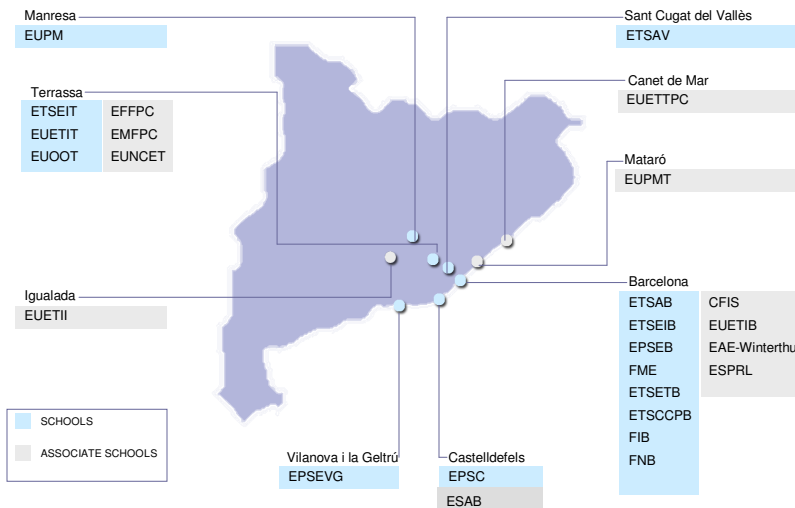 Manresa
EUPM
Sant Cugat del Vallès
ETSAV
Terrassa
ETSEIT EFFPC
EUETIT EMFPC
EUOOT EUNCET
Canet de Mar
EUETTPC
Mataró
EUPMT
Igualada
EUETII
Barcelona
ETSAB CFIS
ETSEIB EUETIB
EPSEB EAE-Winterthu
FME ESPRL
ETSETB
ETSCCPB
FIB
FNB
SCHOOLS
ASSOCIATE SCHOOLS
Vilanova i la Geltrú
EPSEVG
Castelldefels
EPSC
ESAB